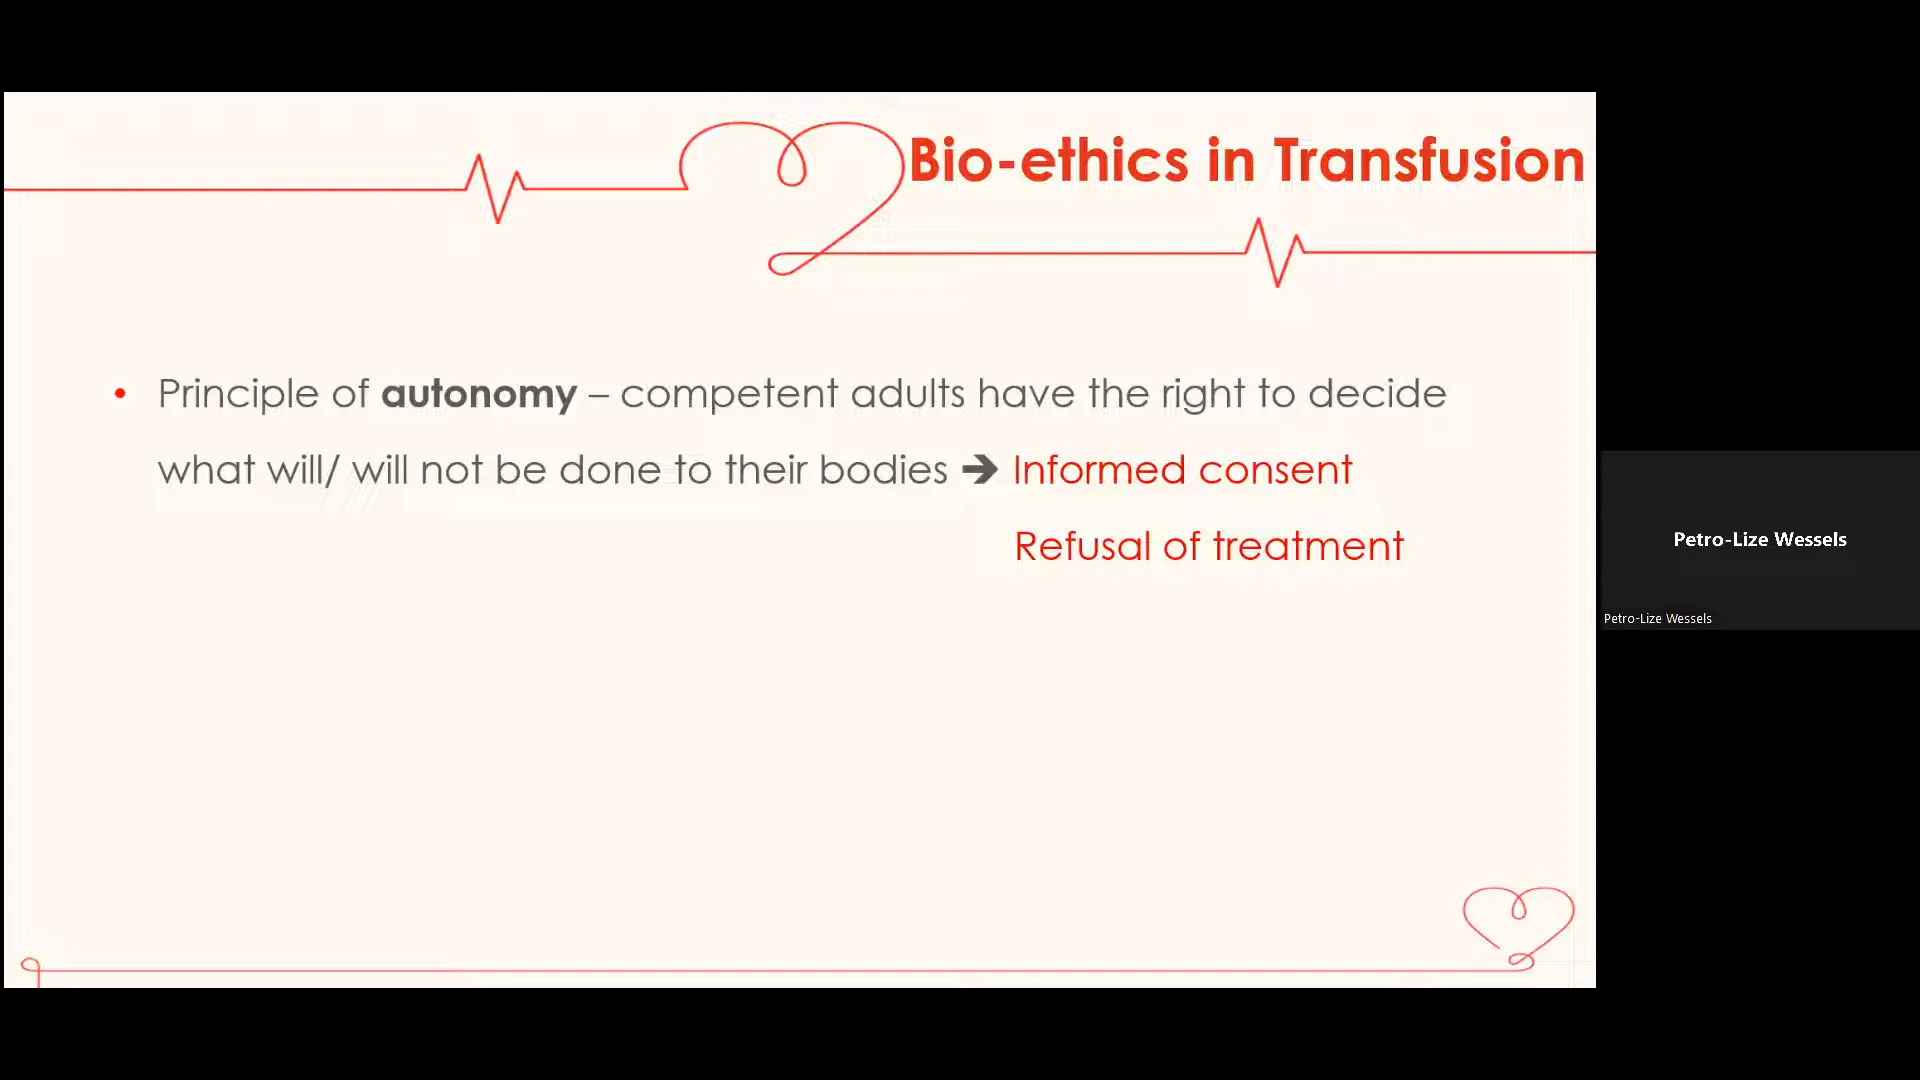 Bio-ethics in Transfusion
• Principle of autonomy – competent adults have the right to decide
what will/ will not be done to their bodies ➔ Informed consent
Refusal of treatment
Petro-Lize Wessels
Petro-Lize Wessels